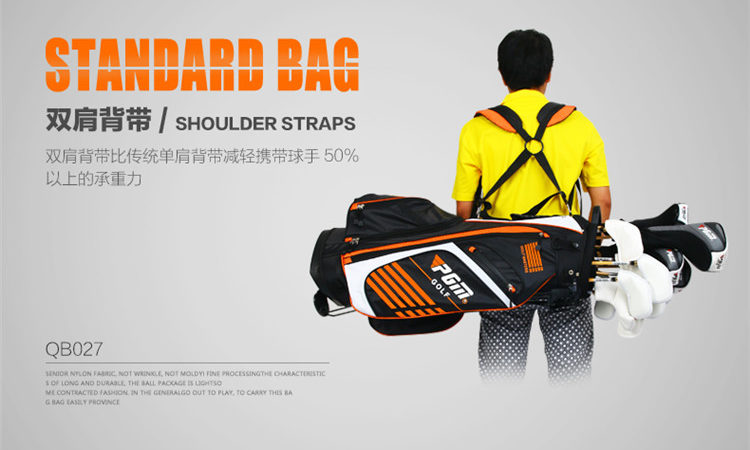 STANDARD BAG
双肩背带 / SHOULDER STRAPS
双肩背带比传统单肩背带减轻携带球手 50%
以上的承重力
PGM
GOLF
QB027
SENIOR NYLON FABRIC, NOT WRINKLE, NOT MOLDY! FINE PROCESSINGTHE CHARACTERISTIC
S OF LONG AND DURABLE, THE BALL PACKAGE IS LIGHTSO
ME.CONTRACTED FASHION. IN THE GENERALGO OUT TO PLAY, TO CARRY THIS BA
G BAG EASILY PROVINCE